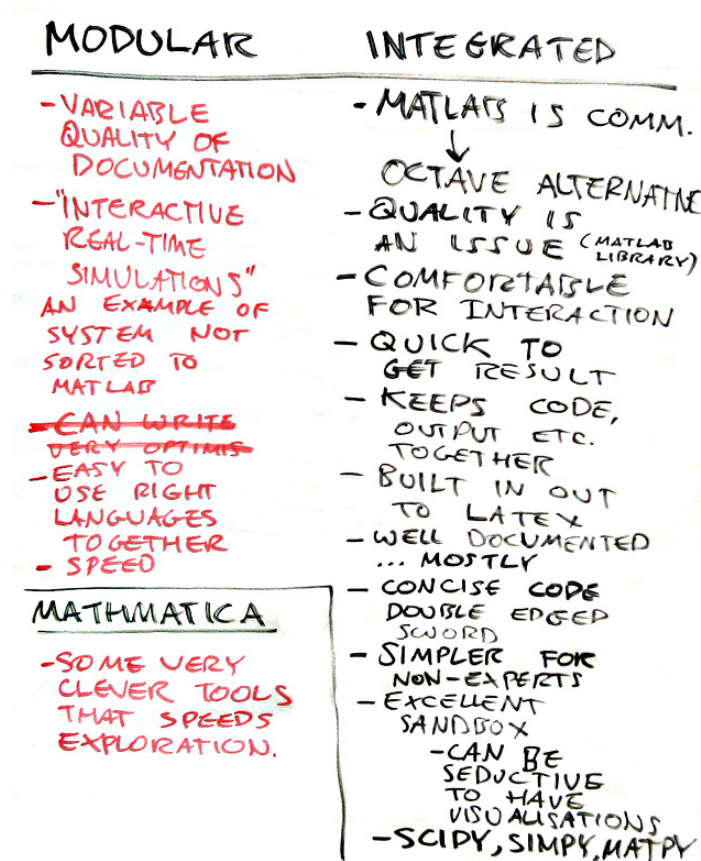 MODULAR
- VARIABLE
QUALITY OF
DOCUMENTATION
- "INTERACTIVE
REAL-TIME
SIMULATIONS"
AN EXAMPLE OF
SYSTEM NOT
SORTED TO
MATLAB
- CAN WRITE
VERY OPTIMIS
- EASY TO
USE RIGHT
LANGUAGES
TOGETHER
- SPEED
MATHMATICA
- SOME VERY
CLEVER TOOLS
THAT SPEEDS
EXPLORATION.
INTEGRATED
- MATLAB IS COMM.
↓
OCTAVE ALTERNATIVE
- QUALITY IS
AN ISSUE (MATLAB
LIBRARY)
- COMFORTABLE
FOR INTERACTION
- QUICK TO
GET RESULT
- KEEPS CODE,
OUTPUT ETC.
TOGETHER
- BUILT IN OUT
TO LATEX
- WELL DOCUMENTED
... MOSTLY
- CONCISE CODE
DOUBLE EDGED
SWORD
- SIMPLER FOR
NON-EXPERTS
- EXCELLENT
SANDBOX
- CAN BE
SEDUCTIVE
TO HAVE
VISUALISATIONS
- SCIPY, SIMPY, MATPY